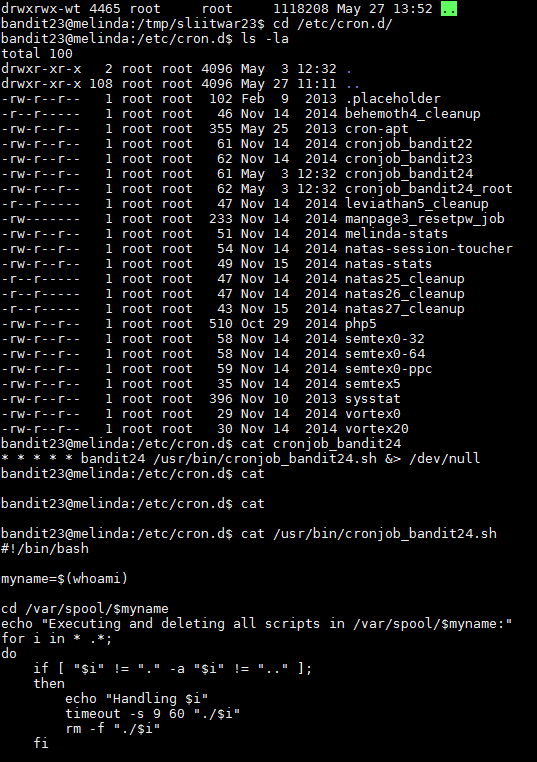 drwxrwx-wt 4465 root     root    1118208 May 27 13:52 ..
bandit23@melinda:/tmp/sliitwar23$ cd /etc/cron.d/
bandit23@melinda:/etc/cron.d$ ls -la
total 100
drwxr-xr-x   2 root root 4096 May  3 12:32 .
drwxr-xr-x 108 root root 4096 May 27 11:11 ..
-rw-r--r--   1 root root  102 Feb  9  2013 .placeholder
-r--r-----   1 root root   46 Nov 14  2014 behemoth4_cleanup
-rw-r--r--   1 root root  355 May 25  2013 cron-apt
-rw-r--r--   1 root root   61 Nov 14  2014 cronjob_bandit22
-rw-r--r--   1 root root   62 Nov 14  2014 cronjob_bandit23
-rw-r--r--   1 root root   61 May  3 12:32 cronjob_bandit24
-rw-r--r--   1 root root   62 May  3 12:32 cronjob_bandit24_root
-r--r-----   1 root root   47 Nov 14  2014 leviathan5_cleanup
-rw-------   1 root root  233 Nov 14  2014 manpage3_resetpw_job
-rw-r--r--   1 root root   51 Nov 14  2014 melinda-stats
-rw-r--r--   1 root root   54 Nov 14  2014 natas-session-toucher
-rw-r--r--   1 root root   49 Nov 15  2014 natas-stats
-r--r-----   1 root root   47 Nov 14  2014 natas25_cleanup
-r--r-----   1 root root   47 Nov 14  2014 natas26_cleanup
-r--r-----   1 root root   43 Nov 15  2014 natas27_cleanup
-rw-r--r--   1 root root  510 Oct 29  2014 php5
-rw-r--r--   1 root root   58 Nov 14  2014 semtex0-32
-rw-r--r--   1 root root   58 Nov 14  2014 semtex0-64
-rw-r--r--   1 root root   59 Nov 14  2014 semtex0-ppc
-rw-r--r--   1 root root   35 Nov 14  2014 semtex5
-rw-r--r--   1 root root  396 Nov 10  2013 sysstat
-rw-r--r--   1 root root   29 Nov 14  2014 vortex0
-rw-r--r--   1 root root   30 Nov 14  2014 vortex20
bandit23@melinda:/etc/cron.d$ cat cronjob_bandit24
* * * * * bandit24 /usr/bin/cronjob_bandit24.sh &> /dev/null
bandit23@melinda:/etc/cron.d$ cat
bandit23@melinda:/etc/cron.d$ cat
bandit23@melinda:/etc/cron.d$ cat /usr/bin/cronjob_bandit24.sh
#!/bin/bash
myname=$(whoami)
cd /var/spool/$myname
echo "Executing and deleting all scripts in /var/spool/$myname:"
for i in * .*;
do
    if [ "$i" != "." -a "$i" != ".." ];
    then
        echo "Handling $i"
        timeout -s 9 60 "./$i"
        rm -f "./$i"
    fi